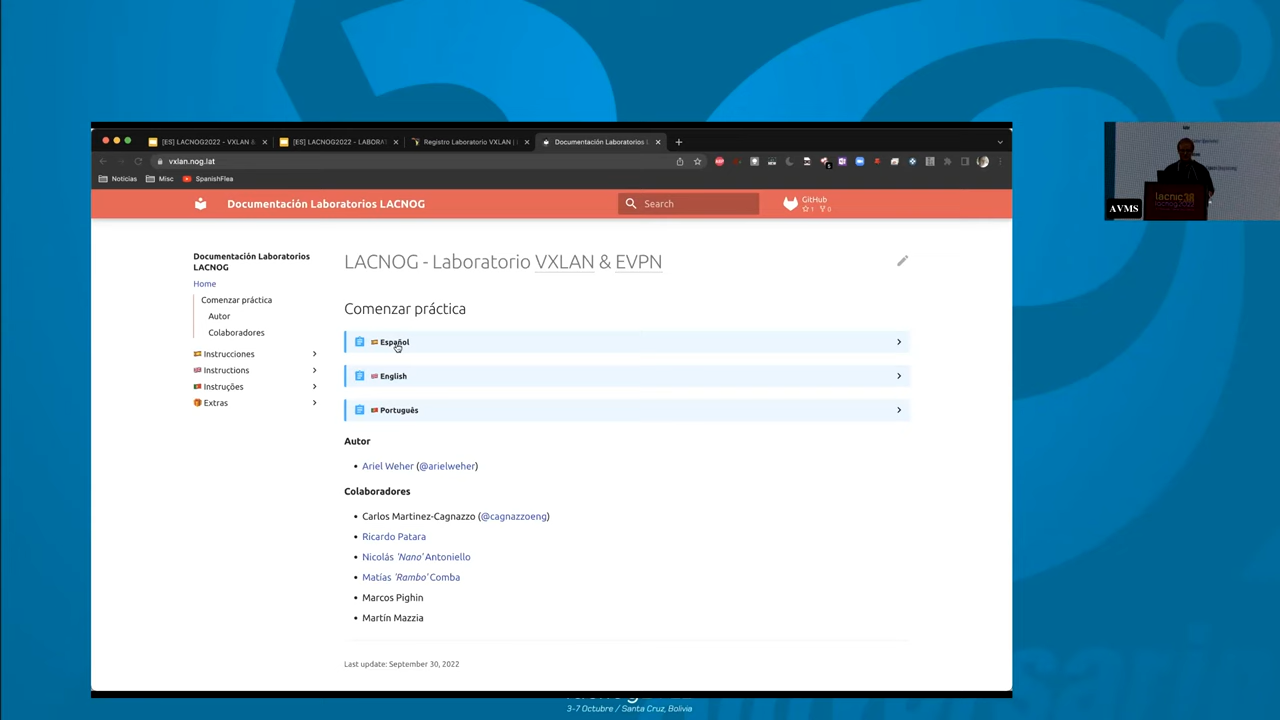 [ES] LACNOG2022 - VXLAN &
[ES] LACNOG2022 - LABORAT
Registro Laboratorio VXLAN |
Documentación Laboratorios L
vxlan.nog.lat
Noticias
Misc
SpanishFlea
Documentación Laboratorios LACNOG
Search
GitHub
1 0
Documentación Laboratorios
LACNOG
Home
Comenzar práctica
Autor
Colaboradores
Instrucciones
Instructions
Instruções
Extras
LACNOG - Laboratorio VXLAN & EVPN
Comenzar práctica
Español
English
Português
Autor
Ariel Weher (@arielweher)
Colaboradores
Carlos Martinez-Cagnazzo (@cagnazzoeng)
Ricardo Patara
Nicolás 'Nano' Antoniello
Matías 'Rambo' Comba
Marcos Pighin
Martín Mazzia
Last update: September 30, 2022
AVMS
lacnic38
lacnog2022
3-7 Octubre / Santa Cruz, Bolivia